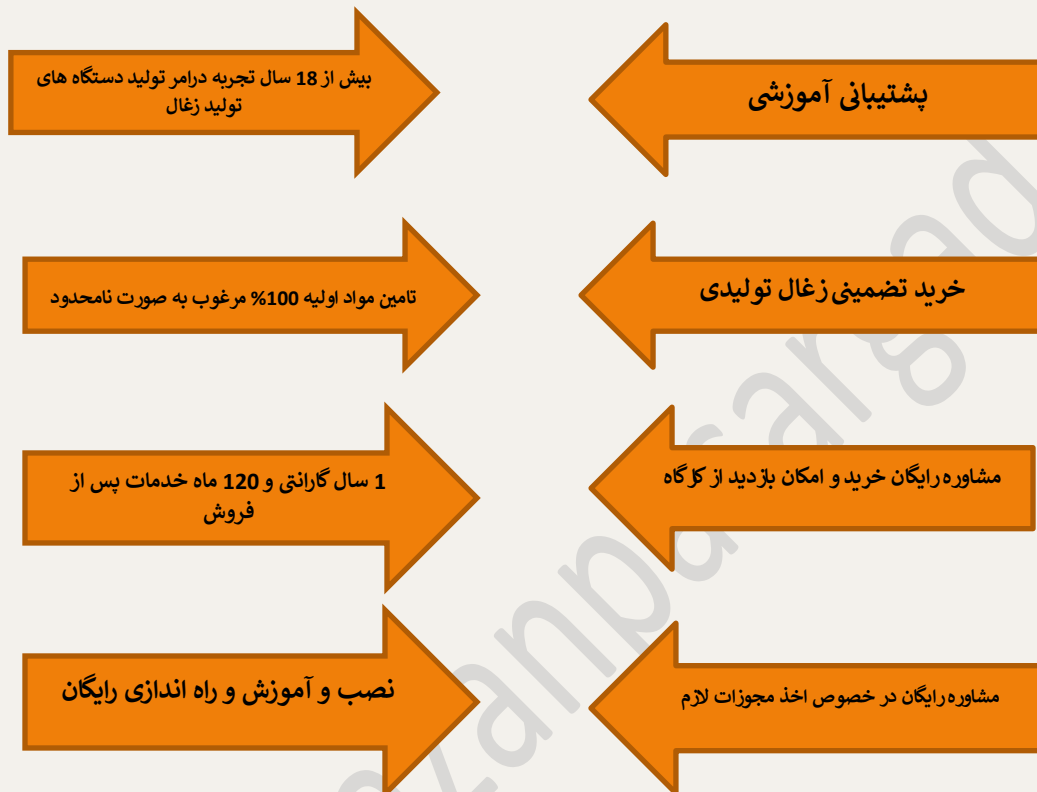 پشتیبانی آموزشی
بیش از 18 سال تجربه درامر تولید دستگاه های
تولید زغال
خرید تضمینی زغال تولیدی
تامین مواد اولیه 100% مرغوب به صورت نامحدود
مشاوره رایگان خرید و امکان بازدید از کارگاه
1 سال گارانتی و 120 ماه خدمات پس از
فروش
مشاوره رایگان در خصوص اخذ مجوزات لازم
نصب و آموزش و راه اندازی رایگان